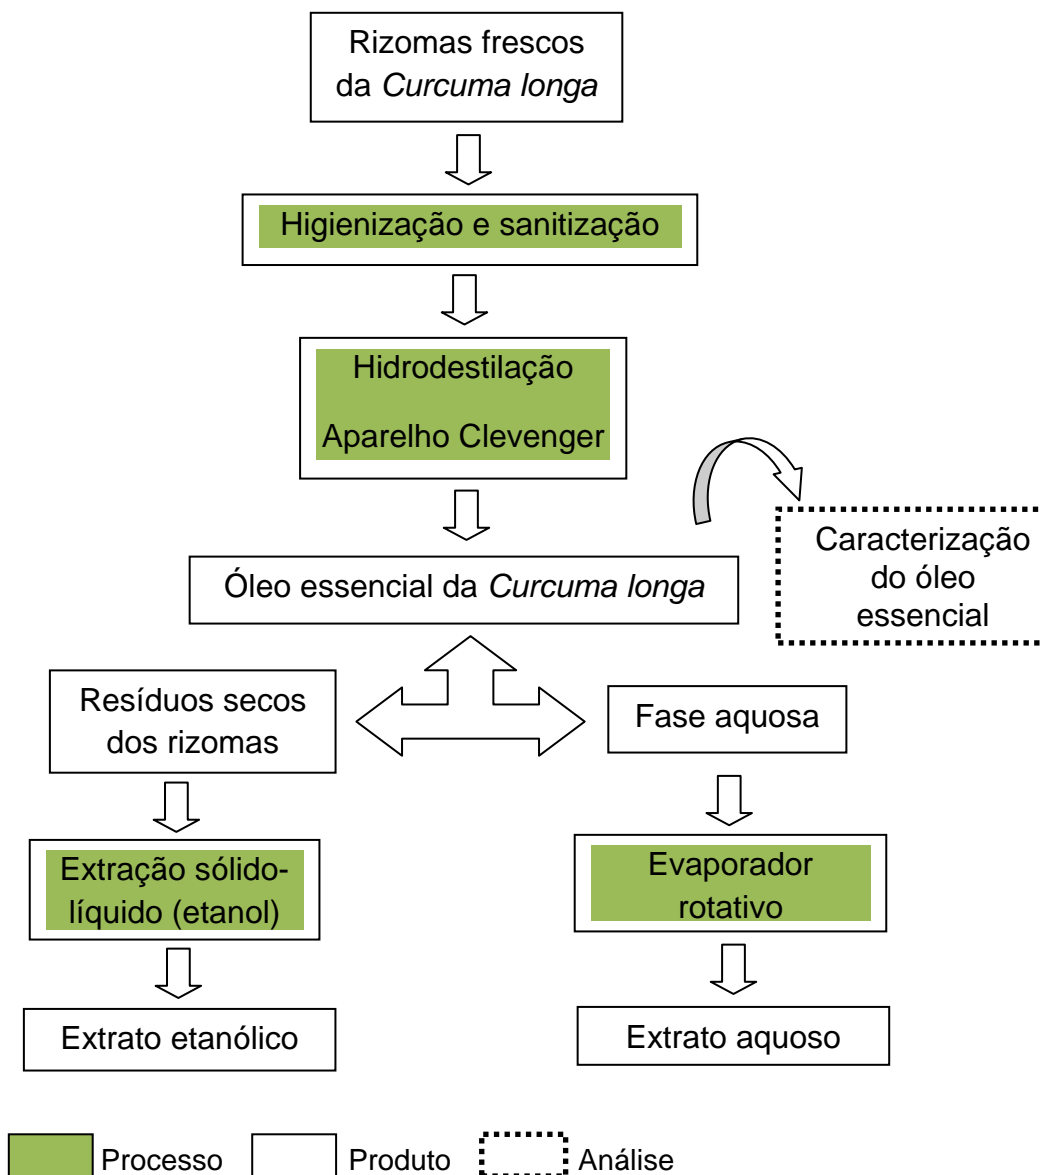 Rizomas frescos
da Curcuma longa
Higienização e sanitização
Hidrodestilação
Aparelho Clevenger
Caracterização
do óleo
essencial
Óleo essencial da Curcuma longa
Resíduos secos
dos rizomas
Fase aquosa
Extração sólido-
líquido (etanol)
Evaporador
rotativo
Extrato etanólico
Extrato aquoso
Processo
Produto
Análise